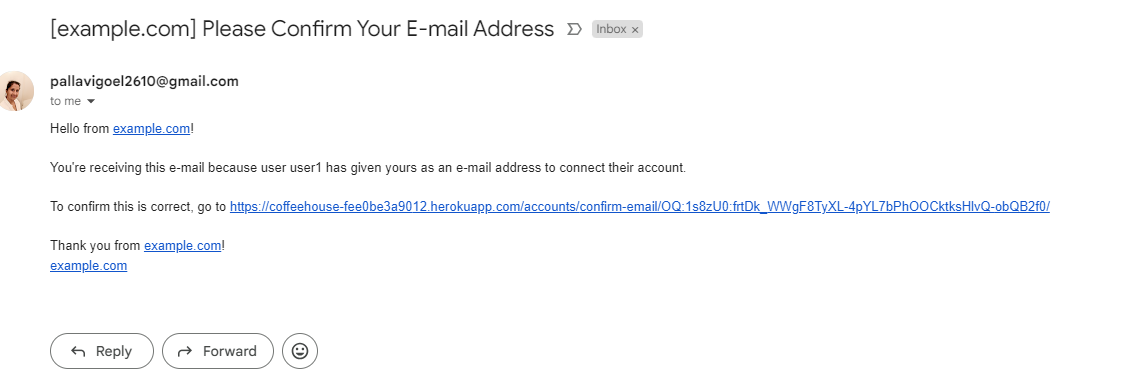 [example.com] Please Confirm Your E-mail Address
Inbox ×
pallavigoel2610@gmail.com
to me
Hello from example.com!
You're receiving this e-mail because user user1 has given yours as an e-mail address to connect their account.
To confirm this is correct, go to https://coffeehouse-fee0be3a9012.herokuapp.com/accounts/confirm-email/OQ:1s8zU0:frtDk_WWgF8TyXL-4pYL7bPhOOCktksHlvQ-obQB2f0/
Thank you from example.com!
example.com
Reply
Forward